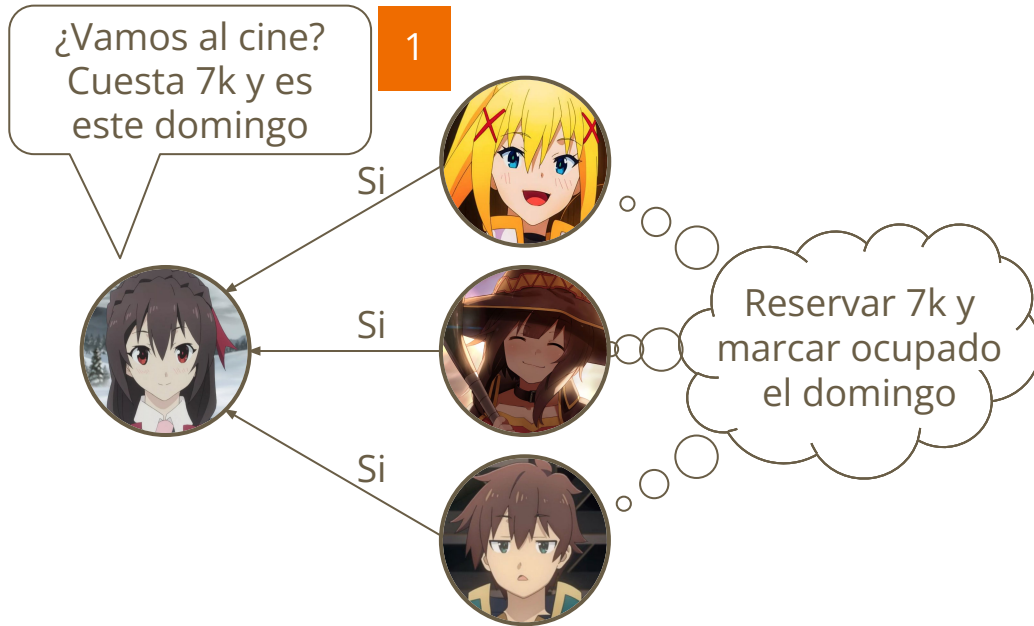 ¿Vamos al cine?
Cuesta 7k y es
este domingo
1
Si
Si
Si
Reservar 7k y
marcar ocupado
el domingo